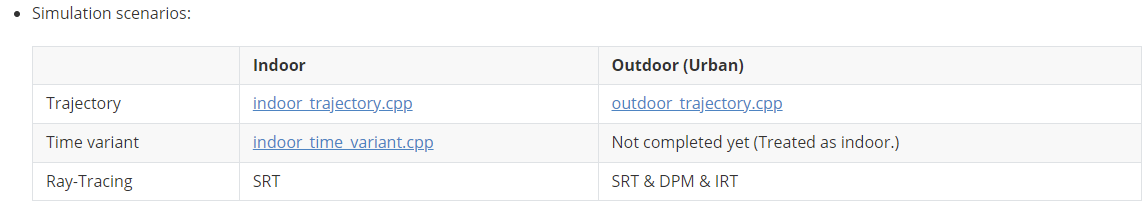 Simulation scenarios:
Indoor Outdoor (Urban)
Trajectory indoor_trajectory.cpp outdoor_trajectory.cpp
Time variant indoor_time_variant.cpp Not completed yet (Treated as indoor.)
Ray-Tracing SRT SRT & DPM & IRT